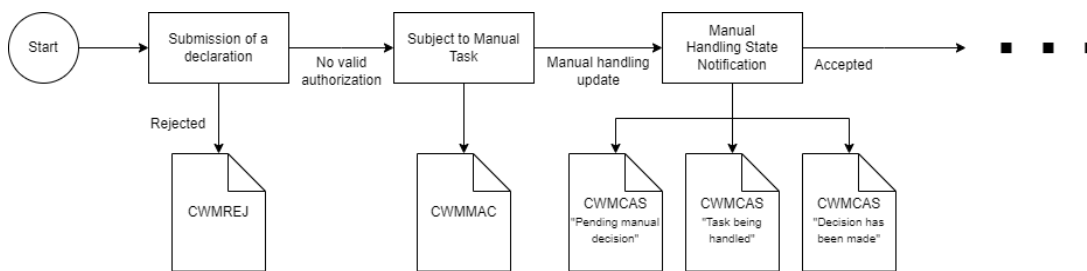 Start
Submission of a
declaration
No valid
authorization
Subject to Manual
Task
Manual handling
update
Manual
Handling State
Notification
Accepted
Rejected
CWMREJ
CWMMAC
CWMCAS
"Pending manual
decision"
CWMCAS
"Task being
handled"
CWMCAS
"Decision has
been made"